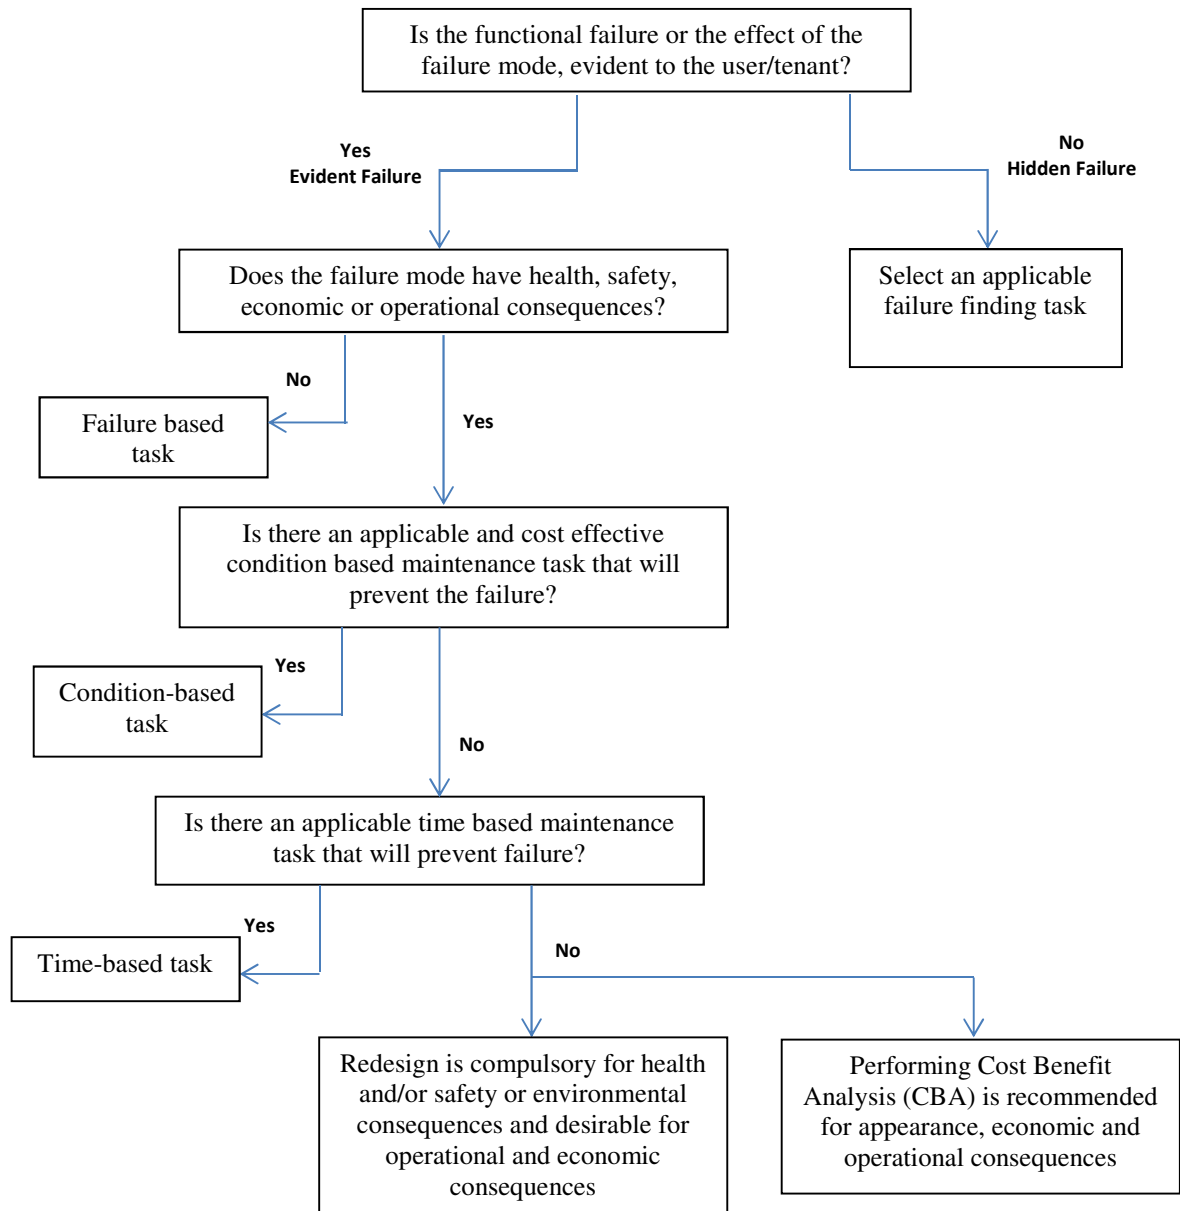 Is the functional failure or the effect of the
failure mode, evident to the user/tenant?
Yes
Evident Failure
No
Hidden Failure
Does the failure mode have health, safety,
economic or operational consequences?
Select an applicable
failure finding task
No
Failure based
task
Yes
Is there an applicable and cost effective
condition based maintenance task that will
prevent the failure?
Yes
Condition-based
task
No
Is there an applicable time based maintenance
task that will prevent failure?
Yes
Time-based task
No
Redesign is compulsory for health
and/or safety or environmental
consequences and desirable for
operational and economic
consequences
Performing Cost Benefit
Analysis (CBA) is recommended
for appearance, economic and
operational consequences